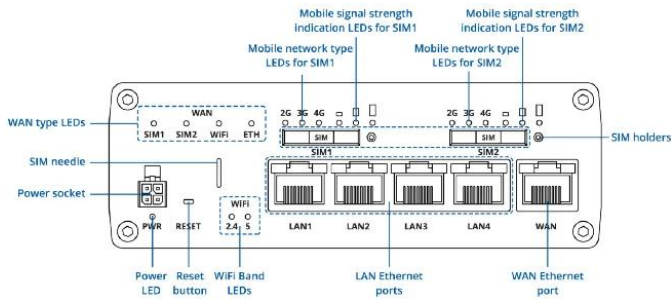 Mobile signal strength
indication LEDs for SIM1
Mobile signal strength
indication LEDs for SIM2
Mobile network type
LEDs for SIM1
Mobile network type
LEDs for SIM2
WAN type LEDs
WAN
SIM1 SIM2 WiFi ETH
2G 3G 4G
2G 3G 4G
SIM
SIM
SIM1
SIM2
SIM holders
SIM needle
Power socket
WiFi
2.4 5
PWR RESET
LAN1 LAN2 LAN3 LAN4 WAN
Power
LED
Reset
button
WiFi Band
LEDs
LAN Ethernet
ports
WAN Ethernet
port